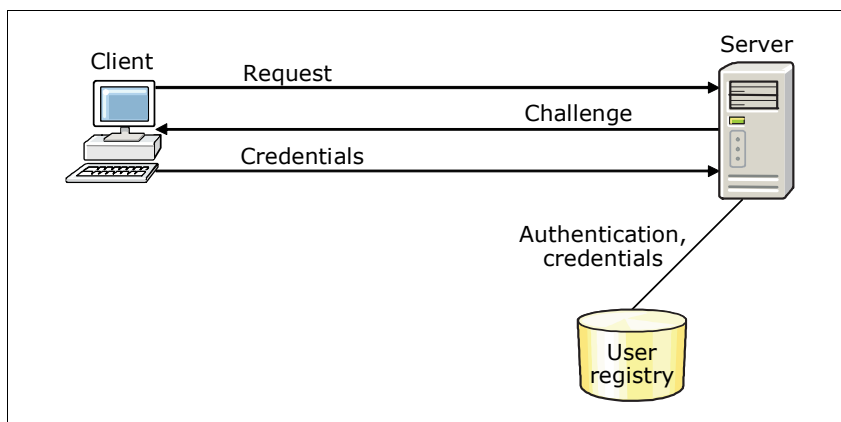 Client
Server
Request
Challenge
Credentials
Authentication,
credentials
User
registry